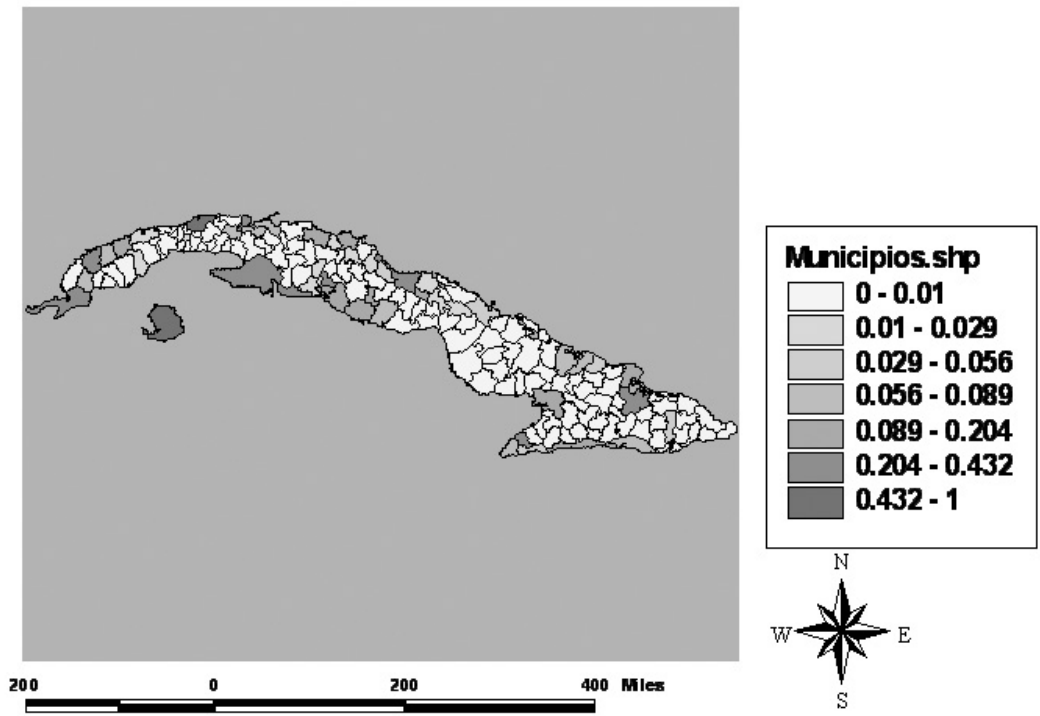 Municipios.shp
0 - 0.01
0.01 - 0.029
0.029 - 0.056
0.056 - 0.089
0.089 - 0.204
0.204 - 0.432
0.432 - 1
N
W E
S
200 0 200 400 Miles